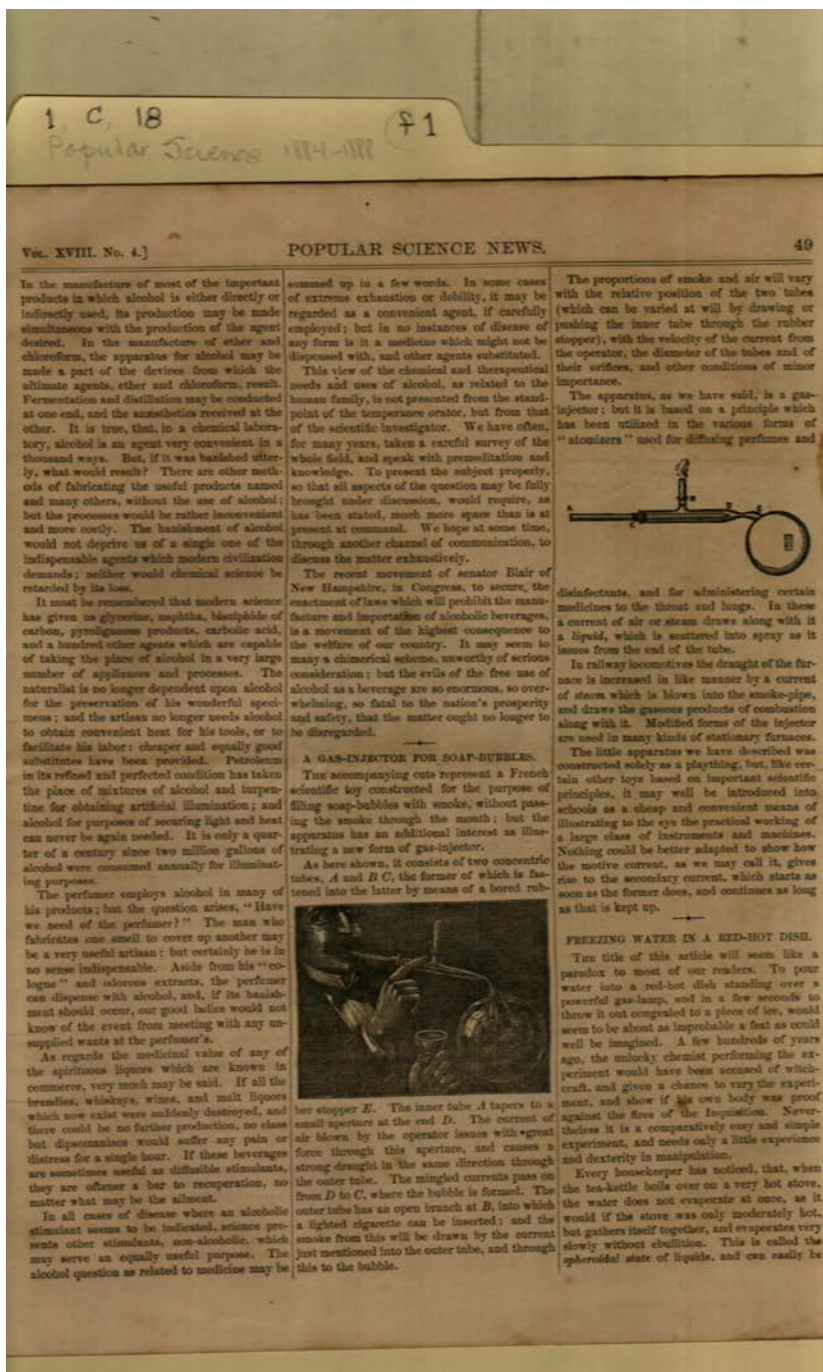 1, C, 18
f 1
Popular Science 1884-1888
VOL. XVIII. No. 4.]
POPULAR SCIENCE NEWS.
49
In the manufacture of most of the important
products in which alcohol is either directly or
indirectly used, its production may be made
simultaneous with the production of the agent
desired. In the manufacture of ether and
chloroform, the apparatus for alcohol may be
made a part of the devices from which the
ultimate agents, ether and chloroform, result.
Fermentation and distillation may be conducted
at one end, and the anæsthetics received at the
other. It is true, that, in a chemical labora-
tory, alcohol is an agent very convenient in a
thousand ways. But, if it was banished utter-
ly, what would result? There are other meth-
ods of fabricating the useful products named
and many others, without the use of alcohol;
but the processes would be rather inconvenient
and more costly. The banishment of alcohol
would not deprive us of a single one of the
indispensable agents which modern civilization
demands; neither would chemical science be
retarded by its loss.
It must be remembered that modern science
has given us glycerine, naphtha, bisulphide of
carbon, pyroligneous products, carbolic acid,
and a hundred other agents which are capable
of taking the place of alcohol in a very large
number of appliances and processes. The
naturalist is no longer dependent upon alcohol
for the preservation of his wonderful speci-
mens; and the artisan no longer needs alcohol
to obtain convenient heat for his tools, or to
facilitate his labor: cheaper and equally good
substitutes have been provided. Petroleum
in its refined and perfected condition has taken
the place of mixtures of alcohol and turpen-
tine for obtaining artificial illumination; and
alcohol for purposes of securing light and heat
can never be again needed. It is only a quar-
ter of a century since two million gallons of
alcohol were consumed annually for illuminat-
ing purposes.
The perfumer employs alcohol in many of
his products; but the question arises, "Have
we need of the perfumer?" The man who
fabricates one smell to cover up another may
be a very useful artisan; but certainly he is in
no sense indispensable. Aside from his "co-
logne" and odorous extracts, the perfumer
can dispense with alcohol, and, if its banish-
ment should occur, our good ladies would not
know of the event from meeting with any un-
supplied wants at the perfumer's.
As regards the medicinal value of any of
the spirituous liquors which are known in
commerce, very much may be said. If all the
brandies, whiskeys, wines, and malt liquors
which now exist were suddenly destroyed, and
there could be no further production, no class
but dipsomaniacs would suffer any pain or
distress for a single hour. If these beverages
are sometimes useful as diffusible stimulants,
they are oftener a bar to recuperation, no
matter what may be the ailment.
In all cases of disease where an alcoholic
stimulant seems to be indicated, science pre-
sents other stimulants, non-alcoholic, which
may serve an equally useful purpose. The
alcohol question as related to medicine may be
summed up in a few words. In some cases
of extreme exhaustion or debility, it may be
regarded as a convenient agent, if carefully
employed; but in no instances of disease of
any form is it a medicine which might not be
dispensed with, and other agents substituted.
This view of the chemical and therapeutical
needs and uses of alcohol, as related to the
human family, is not presented from the stand-
point of the temperance orator, but from that
of the scientific investigator. We have often,
for many years, taken a careful survey of the
whole field, and speak with premeditation and
knowledge. To present the subject properly,
so that all aspects of the question may be fully
brought under discussion, would require, as
has been stated, much more space than is at
present at command. We hope at some time,
through another channel of communication, to
discuss the matter exhaustively.
The recent movement of senator Blair of
New Hampshire, in Congress, to secure the
enactment of laws which will prohibit the manu-
facture and importation of alcoholic beverages,
is a movement of the highest consequence to
the welfare of our country. It may seem to
many a chimerical scheme, unworthy of serious
consideration; but the evils of the free use of
alcohol as a beverage are so enormous, so over-
whelming, so fatal to the nation's prosperity
and safety, that the matter ought no longer to
be disregarded.
A GAS-INJECTOR FOR SOAP-BUBBLES.
THE accompanying cuts represent a French
scientific toy constructed for the purpose of
filling soap-bubbles with smoke, without pass-
ing the smoke through the mouth; but the
apparatus has an additional interest as illus-
trating a new form of gas-injector.
As here shown, it consists of two concentric
tubes, A and B C, the former of which is fas-
tened into the latter by means of a bored rub-
ber stopper E. The inner tube A tapers to a
small aperture at the end D. The current of
air blown by the operator issues with great
force through this aperture, and causes a
strong draught in the same direction through
the outer tube. The mingled currents pass on
from D to C, where the bubble is formed. The
outer tube has an open branch at B, into which
a lighted cigarette can be inserted; and the
smoke from this will be drawn by the current
just mentioned into the outer tube, and through
this to the bubble.
The proportions of smoke and air will vary
with the relative position of the two tubes
(which can be varied at will by drawing or
pushing the inner tube through the rubber
stopper), with the velocity of the current from
the operator, the diameter of the tubes and of
their orifices, and other conditions of minor
importance.
The apparatus, as we have said, is a gas-
injector; but it is based on a principle which
has been utilized in the various forms of
"atomizers" used for diffusing perfumes and
A
B
D
disinfectants, and for administering certain
medicines to the throat and lungs. In these
a current of air or steam draws along with it
a liquid, which is scattered into spray as it
issues from the end of the tube.
In railway locomotives the draught of the fur-
nace is increased in like manner by a current
of steam which is blown into the smoke-pipe,
and draws the gaseous products of combustion
along with it. Modified forms of the injector
are used in many kinds of stationary furnaces.
The little apparatus we have described was
constructed solely as a plaything, but, like cer-
tain other toys based on important scientific
principles, it may well be introduced into
schools as a cheap and convenient means of
illustrating to the eye the practical working of
a large class of instruments and machines.
Nothing could be better adapted to show how
the motive current, as we may call it, gives
rise to the secondary current, which starts as
soon as the former does, and continues as long
as that is kept up.
FREEZING WATER IN A RED-HOT DISH.
THE title of this article will seem like a
paradox to most of our readers. To pour
water into a red-hot dish standing over a
powerful gas-lamp, and in a few seconds to
throw it out congealed to a piece of ice, would
seem to be about as improbable a feat as could
well be imagined. A few hundreds of years
ago, the unlucky chemist performing the ex-
periment would have been accused of witch-
craft, and given a chance to vary the experi-
ment, and show if his own body was proof
against the fires of the Inquisition. Never-
theless it is a comparatively easy and simple
experiment, and needs only a little experience
and dexterity in manipulation.
Every housekeeper has noticed, that, when
the tea-kettle boils over on a very hot stove,
the water does not evaporate at once, as it
would if the stove was only moderately hot,
but gathers itself together, and evaporates very
slowly without ebullition. This is called the
spheroidal state of liquids, and can easily be